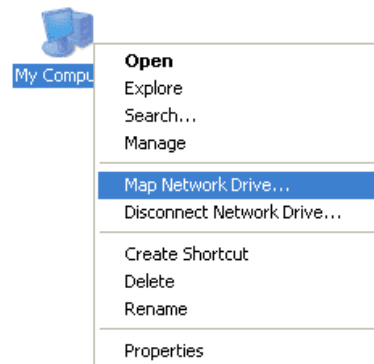 My Compu
Open
Explore
Search...
Manage
Map Network Drive...
Disconnect Network Drive...
Create Shortcut
Delete
Rename
Properties